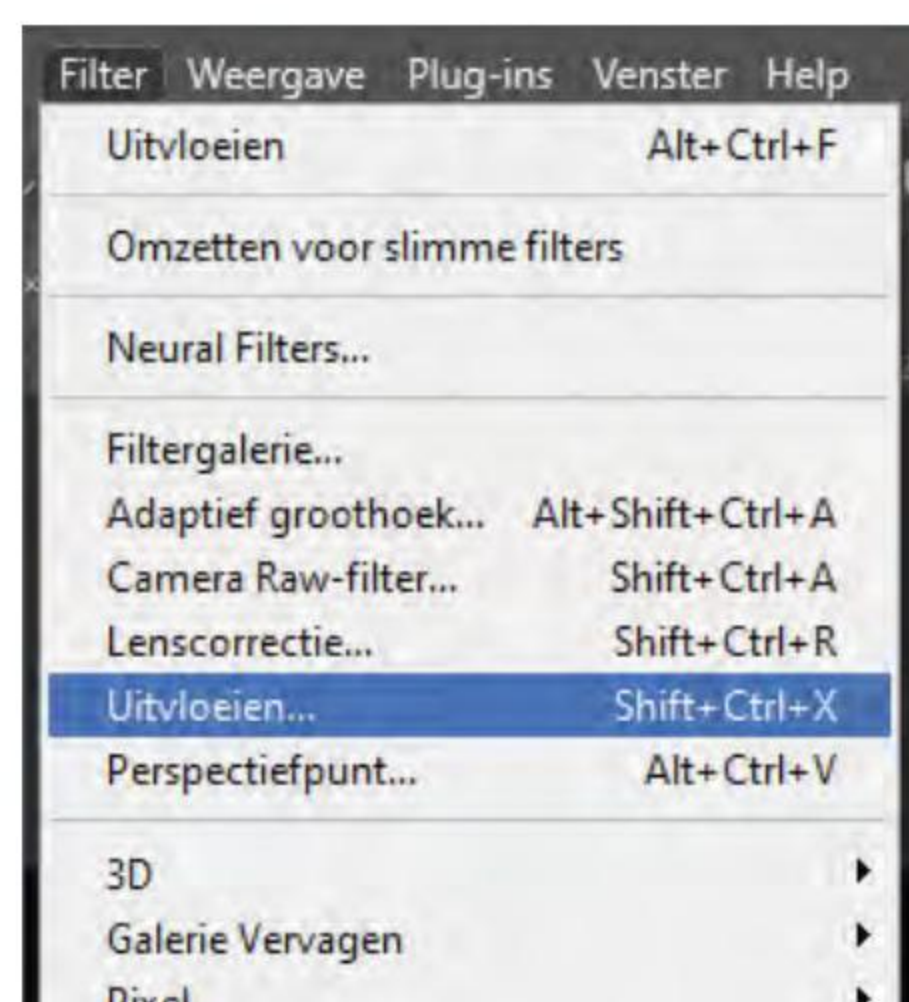 Filter Weergave Plug-ins Venster Help
Uitvloeien Alt+Ctrl+F
Omzetten voor slimme filters
Neural Filters...
Filtergalerie...
Adaptief groothoek... Alt+Shift+Ctrl+A
Camera Raw-filter... Shift+Ctrl+A
Lenscorrectie... Shift+Ctrl+R
Uitvloeien... Shift+Ctrl+X
Perspectiefpunt... Alt+Ctrl+V
3D
Galerie Vervagen
Pixel